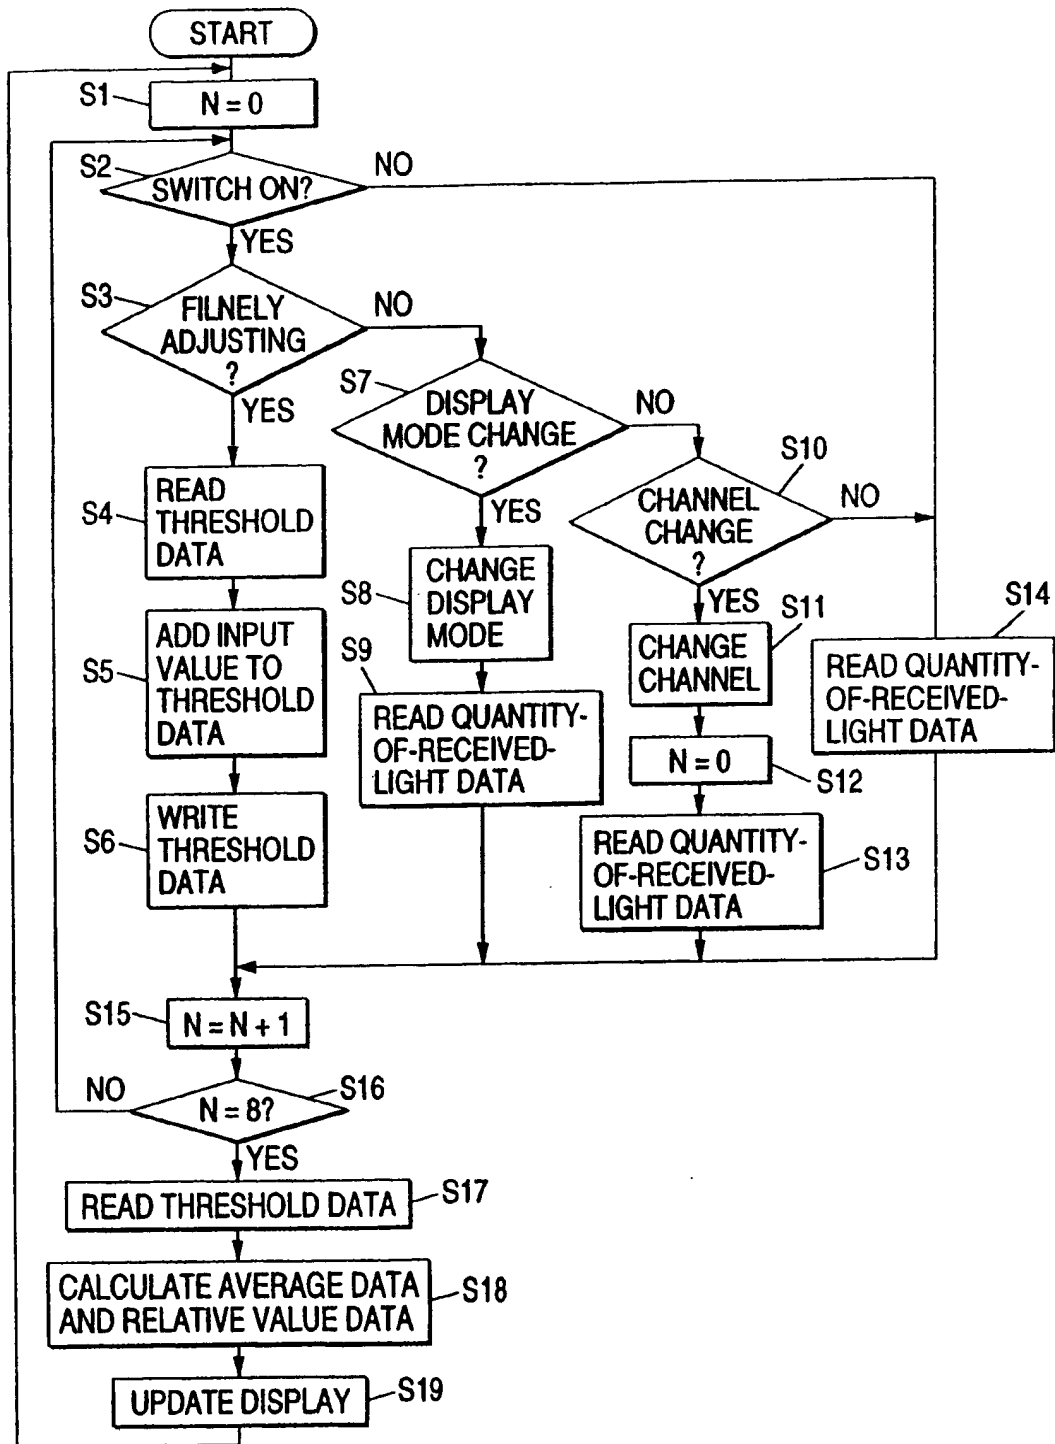 START
S1
N = 0
S2
SWITCH ON?
NO
YES
S3
FILNELY
ADJUSTING
?
NO
YES
S7
DISPLAY
MODE CHANGE
?
NO
YES
S10
CHANNEL
CHANGE
?
NO
YES
S4
READ
THRESHOLD
DATA
S8
CHANGE
DISPLAY
MODE
S11
CHANGE
CHANNEL
S14
READ QUANTITY-
OF-RECEIVED-
LIGHT DATA
S5
ADD INPUT
VALUE TO
THRESHOLD
DATA
S9
READ QUANTITY-
OF-RECEIVED-
LIGHT DATA
N = 0
S12
S6
WRITE
THRESHOLD
DATA
READ QUANTITY-
OF-RECEIVED-
LIGHT DATA
S13
S15
N = N + 1
NO
N = 8?
S16
YES
READ THRESHOLD DATA
S17
CALCULATE AVERAGE DATA
AND RELATIVE VALUE DATA
S18
UPDATE DISPLAY
S19